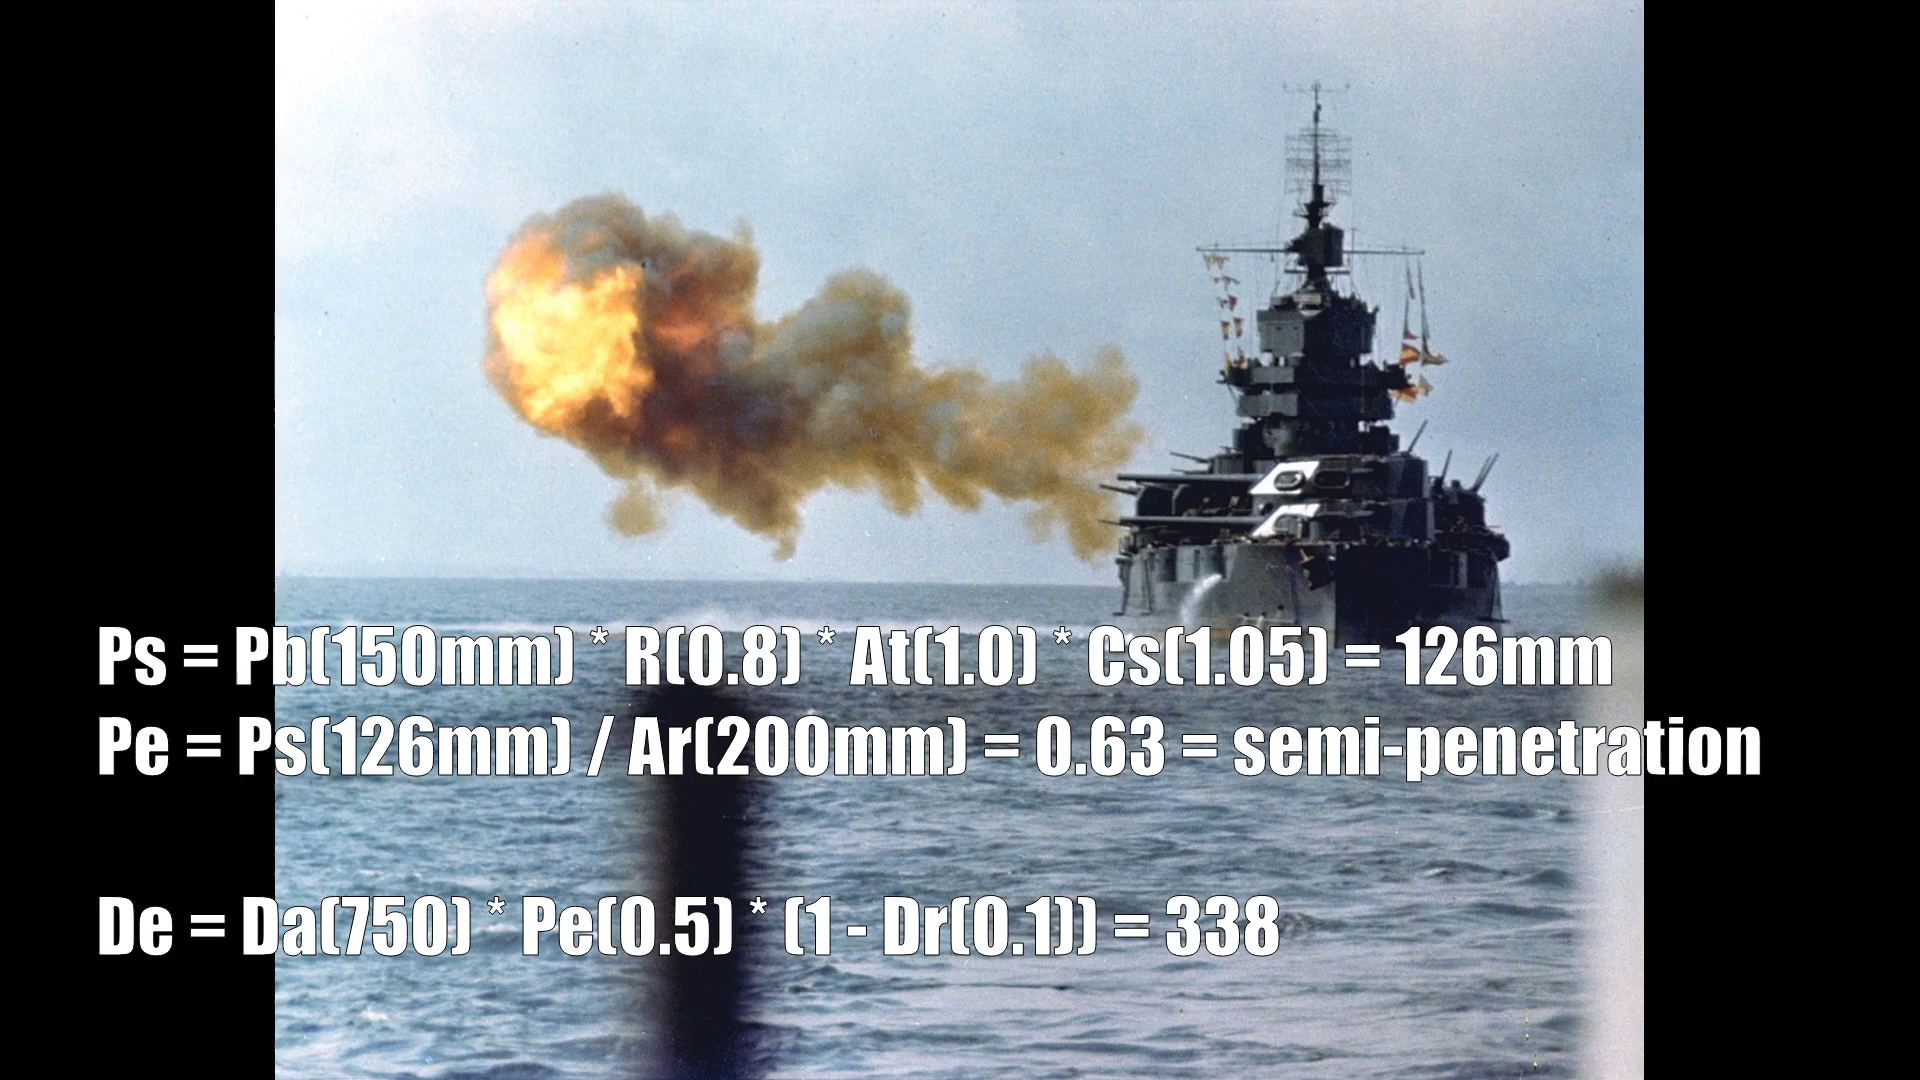 Ps = Pb(150mm) * R(0.8) * At(1.0) * Cs(1.05) = 126mm
Pe = Ps(126mm) / Ar(200mm) = 0.63 = semi-penetration
De = Da(750) * Pe(0.5) * (1 - Dr(0.1)) = 338